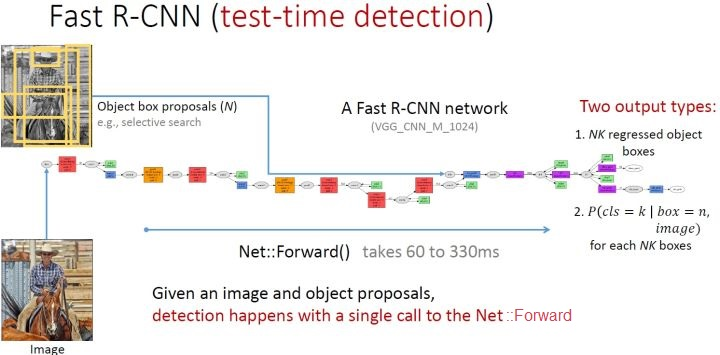 Fast R-CNN (test-time detection)
Object box proposals (N)
e.g., selective search
A Fast R-CNN network
(VGG_CNN_M_1024)
Two output types:
1. NK regressed object
boxes
2. P(cls = k | box = n,
image)
for each NK boxes
Net::Forward() takes 60 to 330ms
Given an image and object proposals,
detection happens with a single call to the Net::Forward
Image